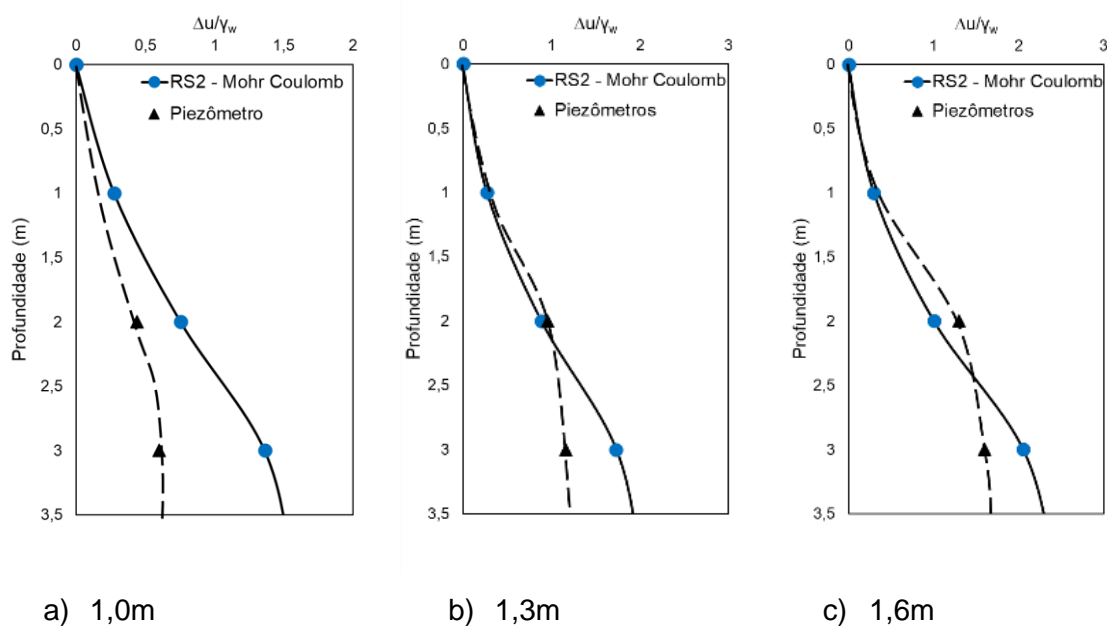 Δu/γw
0 0,5 1 1,5 2
0
0,5
1
1,5
2
2,5
3
3,5
Profundidade (m)
RS2 - Mohr Coulomb
Piezômetro
a) 1,0m
Δu/γw
0 1 2 3
0
0,5
1
1,5
2
2,5
3
3,5
Profundidade (m)
RS2 - Mohr Coulomb
Piezômetros
b) 1,3m
Δu/γw
0 1 2 3
0
0,5
1
1,5
2
2,5
3
3,5
Profundidade (m)
RS2 - Mohr Coulomb
Piezômetros
c) 1,6m